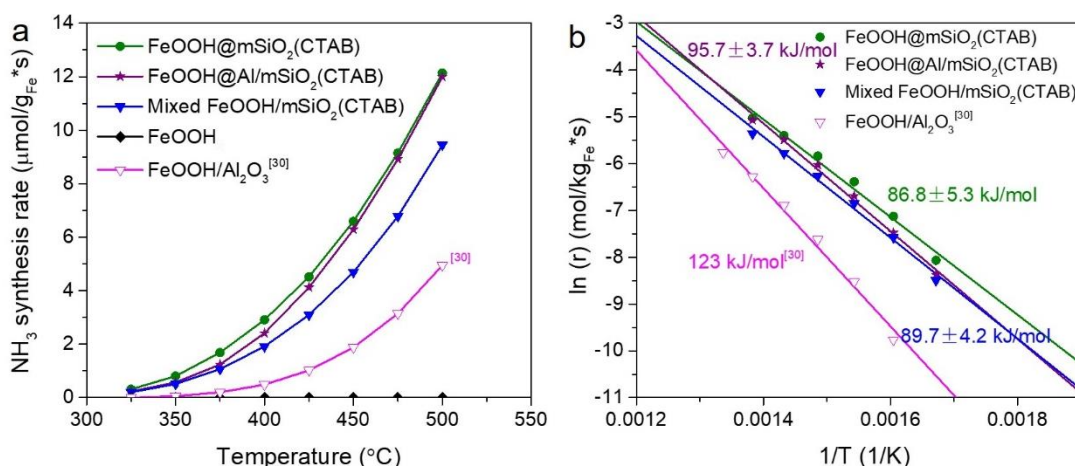 a
NH₃ synthesis rate (μmol/g_Fe*s)
14
12
10
8
6
4
2
0
FeOOH@mSiO₂(CTAB)
FeOOH@Al/mSiO₂(CTAB)
Mixed FeOOH/mSiO₂(CTAB)
FeOOH
FeOOH/Al₂O₃[30]
[30]
300 350 400 450 500 550
Temperature (°C)
b
ln (r) (mol/kg_Fe*s)
-3
-4
-5
-6
-7
-8
-9
-10
-11
95.7±3.7 kJ/mol
FeOOH@mSiO₂(CTAB)
FeOOH@Al/mSiO₂(CTAB)
Mixed FeOOH/mSiO₂(CTAB)
FeOOH/Al₂O₃[30]
86.8±5.3 kJ/mol
123 kJ/mol[30]
89.7±4.2 kJ/mol
0.0012 0.0014 0.0016 0.0018
1/T (1/K)